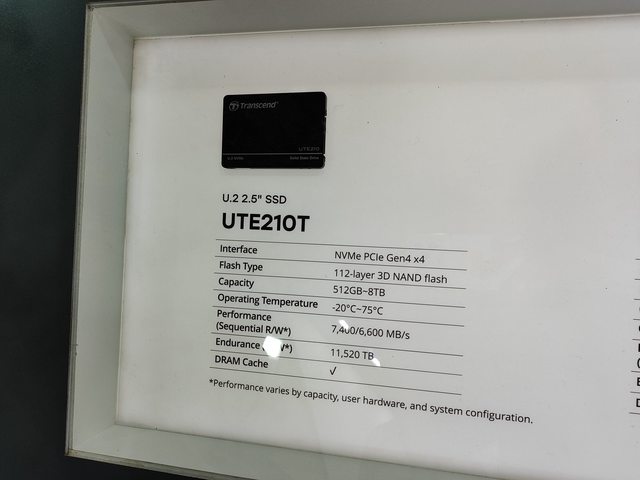 Transcend
UTE210
U.2 NVMe Solid State Drive
U.2 2.5" SSD
UTE210T
Interface NVMe PCIe Gen4 x4
Flash Type 112-layer 3D NAND flash
Capacity 512GB~8TB
Operating Temperature -20°C~75°C
Performance
(Sequential R/W*) 7,400/6,600 MB/s
Endurance 11,520 TB
DRAM Cache √
*Performance varies by capacity, user hardware, and system configuration.